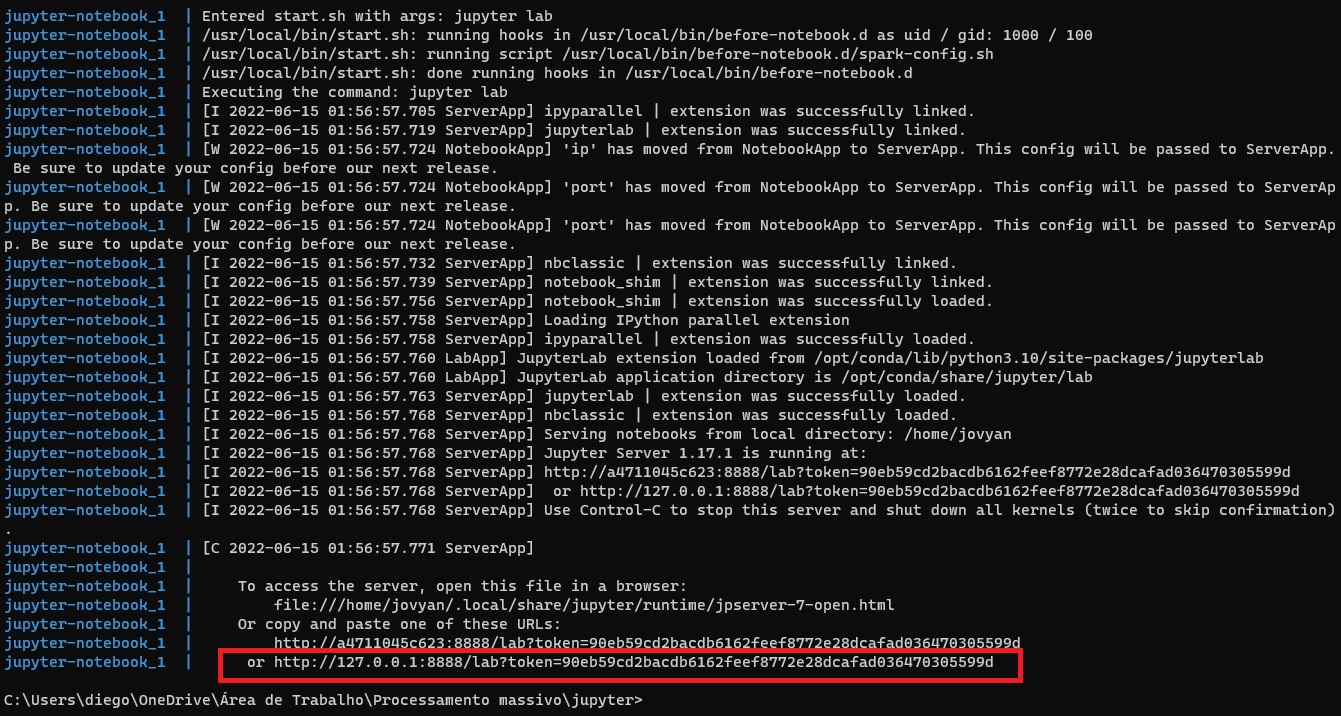 jupyter-notebook_1  | Entered start.sh with args: jupyter lab
jupyter-notebook_1  | /usr/local/bin/start.sh: running hooks in /usr/local/bin/before-notebook.d as uid / gid: 1000 / 100
jupyter-notebook_1  | /usr/local/bin/start.sh: running script /usr/local/bin/before-notebook.d/spark-config.sh
jupyter-notebook_1  | /usr/local/bin/start.sh: done running hooks in /usr/local/bin/before-notebook.d
jupyter-notebook_1  | Executing the command: jupyter lab
jupyter-notebook_1  | [I 2022-06-15 01:56:57.705 ServerApp] ipyparallel | extension was successfully linked.
jupyter-notebook_1  | [I 2022-06-15 01:56:57.719 ServerApp] jupyterlab | extension was successfully linked.
jupyter-notebook_1  | [W 2022-06-15 01:56:57.724 NotebookApp] 'ip' has moved from NotebookApp to ServerApp. This config will be passed to ServerApp.
 Be sure to update your config before our next release.
jupyter-notebook_1  | [W 2022-06-15 01:56:57.724 NotebookApp] 'port' has moved from NotebookApp to ServerApp. This config will be passed to ServerAp
p. Be sure to update your config before our next release.
jupyter-notebook_1  | [W 2022-06-15 01:56:57.724 NotebookApp] 'port' has moved from NotebookApp to ServerApp. This config will be passed to ServerAp
p. Be sure to update your config before our next release.
jupyter-notebook_1  | [I 2022-06-15 01:56:57.732 ServerApp] nbclassic | extension was successfully linked.
jupyter-notebook_1  | [I 2022-06-15 01:56:57.739 ServerApp] notebook_shim | extension was successfully linked.
jupyter-notebook_1  | [I 2022-06-15 01:56:57.756 ServerApp] notebook_shim | extension was successfully loaded.
jupyter-notebook_1  | [I 2022-06-15 01:56:57.758 ServerApp] Loading IPython parallel extension
jupyter-notebook_1  | [I 2022-06-15 01:56:57.758 ServerApp] ipyparallel | extension was successfully loaded.
jupyter-notebook_1  | [I 2022-06-15 01:56:57.760 LabApp] JupyterLab extension loaded from /opt/conda/lib/python3.10/site-packages/jupyterlab
jupyter-notebook_1  | [I 2022-06-15 01:56:57.760 LabApp] JupyterLab application directory is /opt/conda/share/jupyter/lab
jupyter-notebook_1  | [I 2022-06-15 01:56:57.763 ServerApp] jupyterlab | extension was successfully loaded.
jupyter-notebook_1  | [I 2022-06-15 01:56:57.768 ServerApp] nbclassic | extension was successfully loaded.
jupyter-notebook_1  | [I 2022-06-15 01:56:57.768 ServerApp] Serving notebooks from local directory: /home/jovyan
jupyter-notebook_1  | [I 2022-06-15 01:56:57.768 ServerApp] Jupyter Server 1.17.1 is running at:
jupyter-notebook_1  | [I 2022-06-15 01:56:57.768 ServerApp] http://a4711045c623:8888/lab?token=90eb59cd2bacdb6162feef8772e28dcafad036470305599d
jupyter-notebook_1  | [I 2022-06-15 01:56:57.768 ServerApp]  or http://127.0.0.1:8888/lab?token=90eb59cd2bacdb6162feef8772e28dcafad036470305599d
jupyter-notebook_1  | [I 2022-06-15 01:56:57.768 ServerApp] Use Control-C to stop this server and shut down all kernels (twice to skip confirmation)
.
jupyter-notebook_1  | [C 2022-06-15 01:56:57.771 ServerApp]
jupyter-notebook_1  |
jupyter-notebook_1  |     To access the server, open this file in a browser:
jupyter-notebook_1  |         file:///home/jovyan/.local/share/jupyter/runtime/jpserver-7-open.html
jupyter-notebook_1  |     Or copy and paste one of these URLs:
jupyter-notebook_1  |         http://a4711045c623:8888/lab?token=90eb59cd2bacdb6162feef8772e28dcafad036470305599d
jupyter-notebook_1  |      or http://127.0.0.1:8888/lab?token=90eb59cd2bacdb6162feef8772e28dcafad036470305599d
C:\Users\diego\OneDrive\Área de Trabalho\Processamento massivo\jupyter>